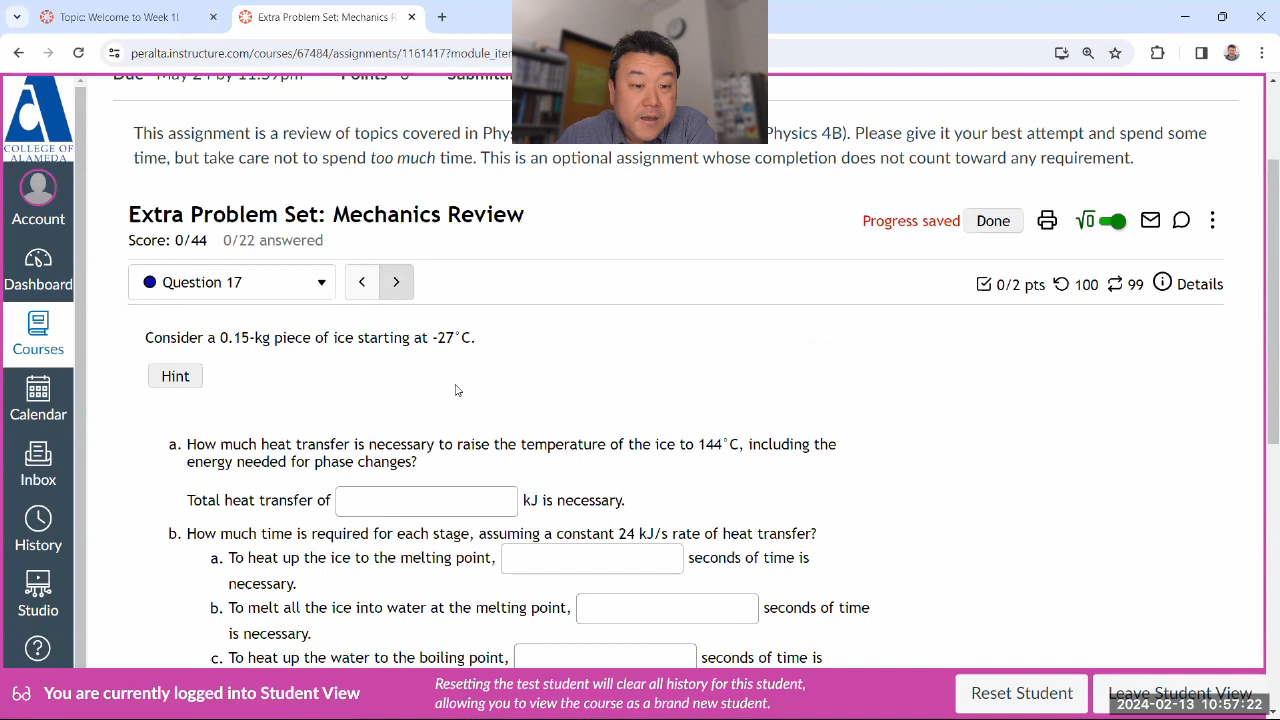 Topic to Welcome to Week 1!
Extra Problem Set: Mechanics R
peralta.instructure.com/courses/67484/assignments/1161417?module_item
COLLEGE OF
ALAMEDA
Account
Dashboard
Courses
Calendar
Inbox
History
Studio
This assignment is a review of topics covered in Phys
Physics 4B). Please give it your best attempt and spend some
time, but take care not to spend too much time. This is an optional assignment whose completion does not count toward any requirement.
Extra Problem Set: Mechanics Review
Progress saved Done
√0
Score: 0/44 0/22 answered
Question 17
< >
0/2 pts 100 99 Details
Consider a 0.15-kg piece of ice starting at -27°C.
Hint
a. How much heat transfer is necessary to raise the temperature of the ice to 144°C, including the
energy needed for phase changes?
Total heat transfer of kJ is necessary.
b. How much time is required for each stage, assuming a constant 24 kJ/s rate of heat transfer?
a. To heat up the ice to the melting point, seconds of time is
necessary.
b. To melt all the ice into water at the melting point, seconds of time
is necessary.
c. To heat up the water to the boiling point, seconds of time is
You are currently logged into Student View
Resetting the test student will clear all history for this student,
allowing you to view the course as a brand new student.
Reset Student
Leave Student View
2024-02-13 10:57:22